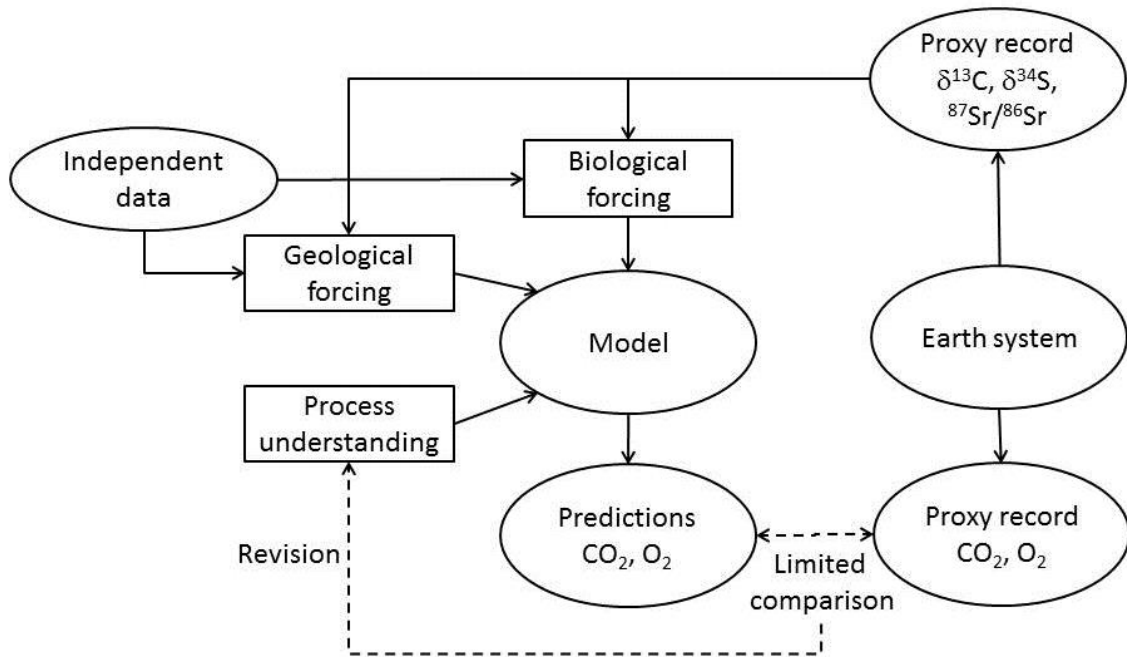 Proxy record
δ¹³C, δ³⁴S,
⁸⁷Sr/⁸⁶Sr
Independent
data
Biological
forcing
Geological
forcing
Model
Earth system
Process
understanding
Predictions
CO₂, O₂
Proxy record
CO₂, O₂
Revision
Limited
comparison